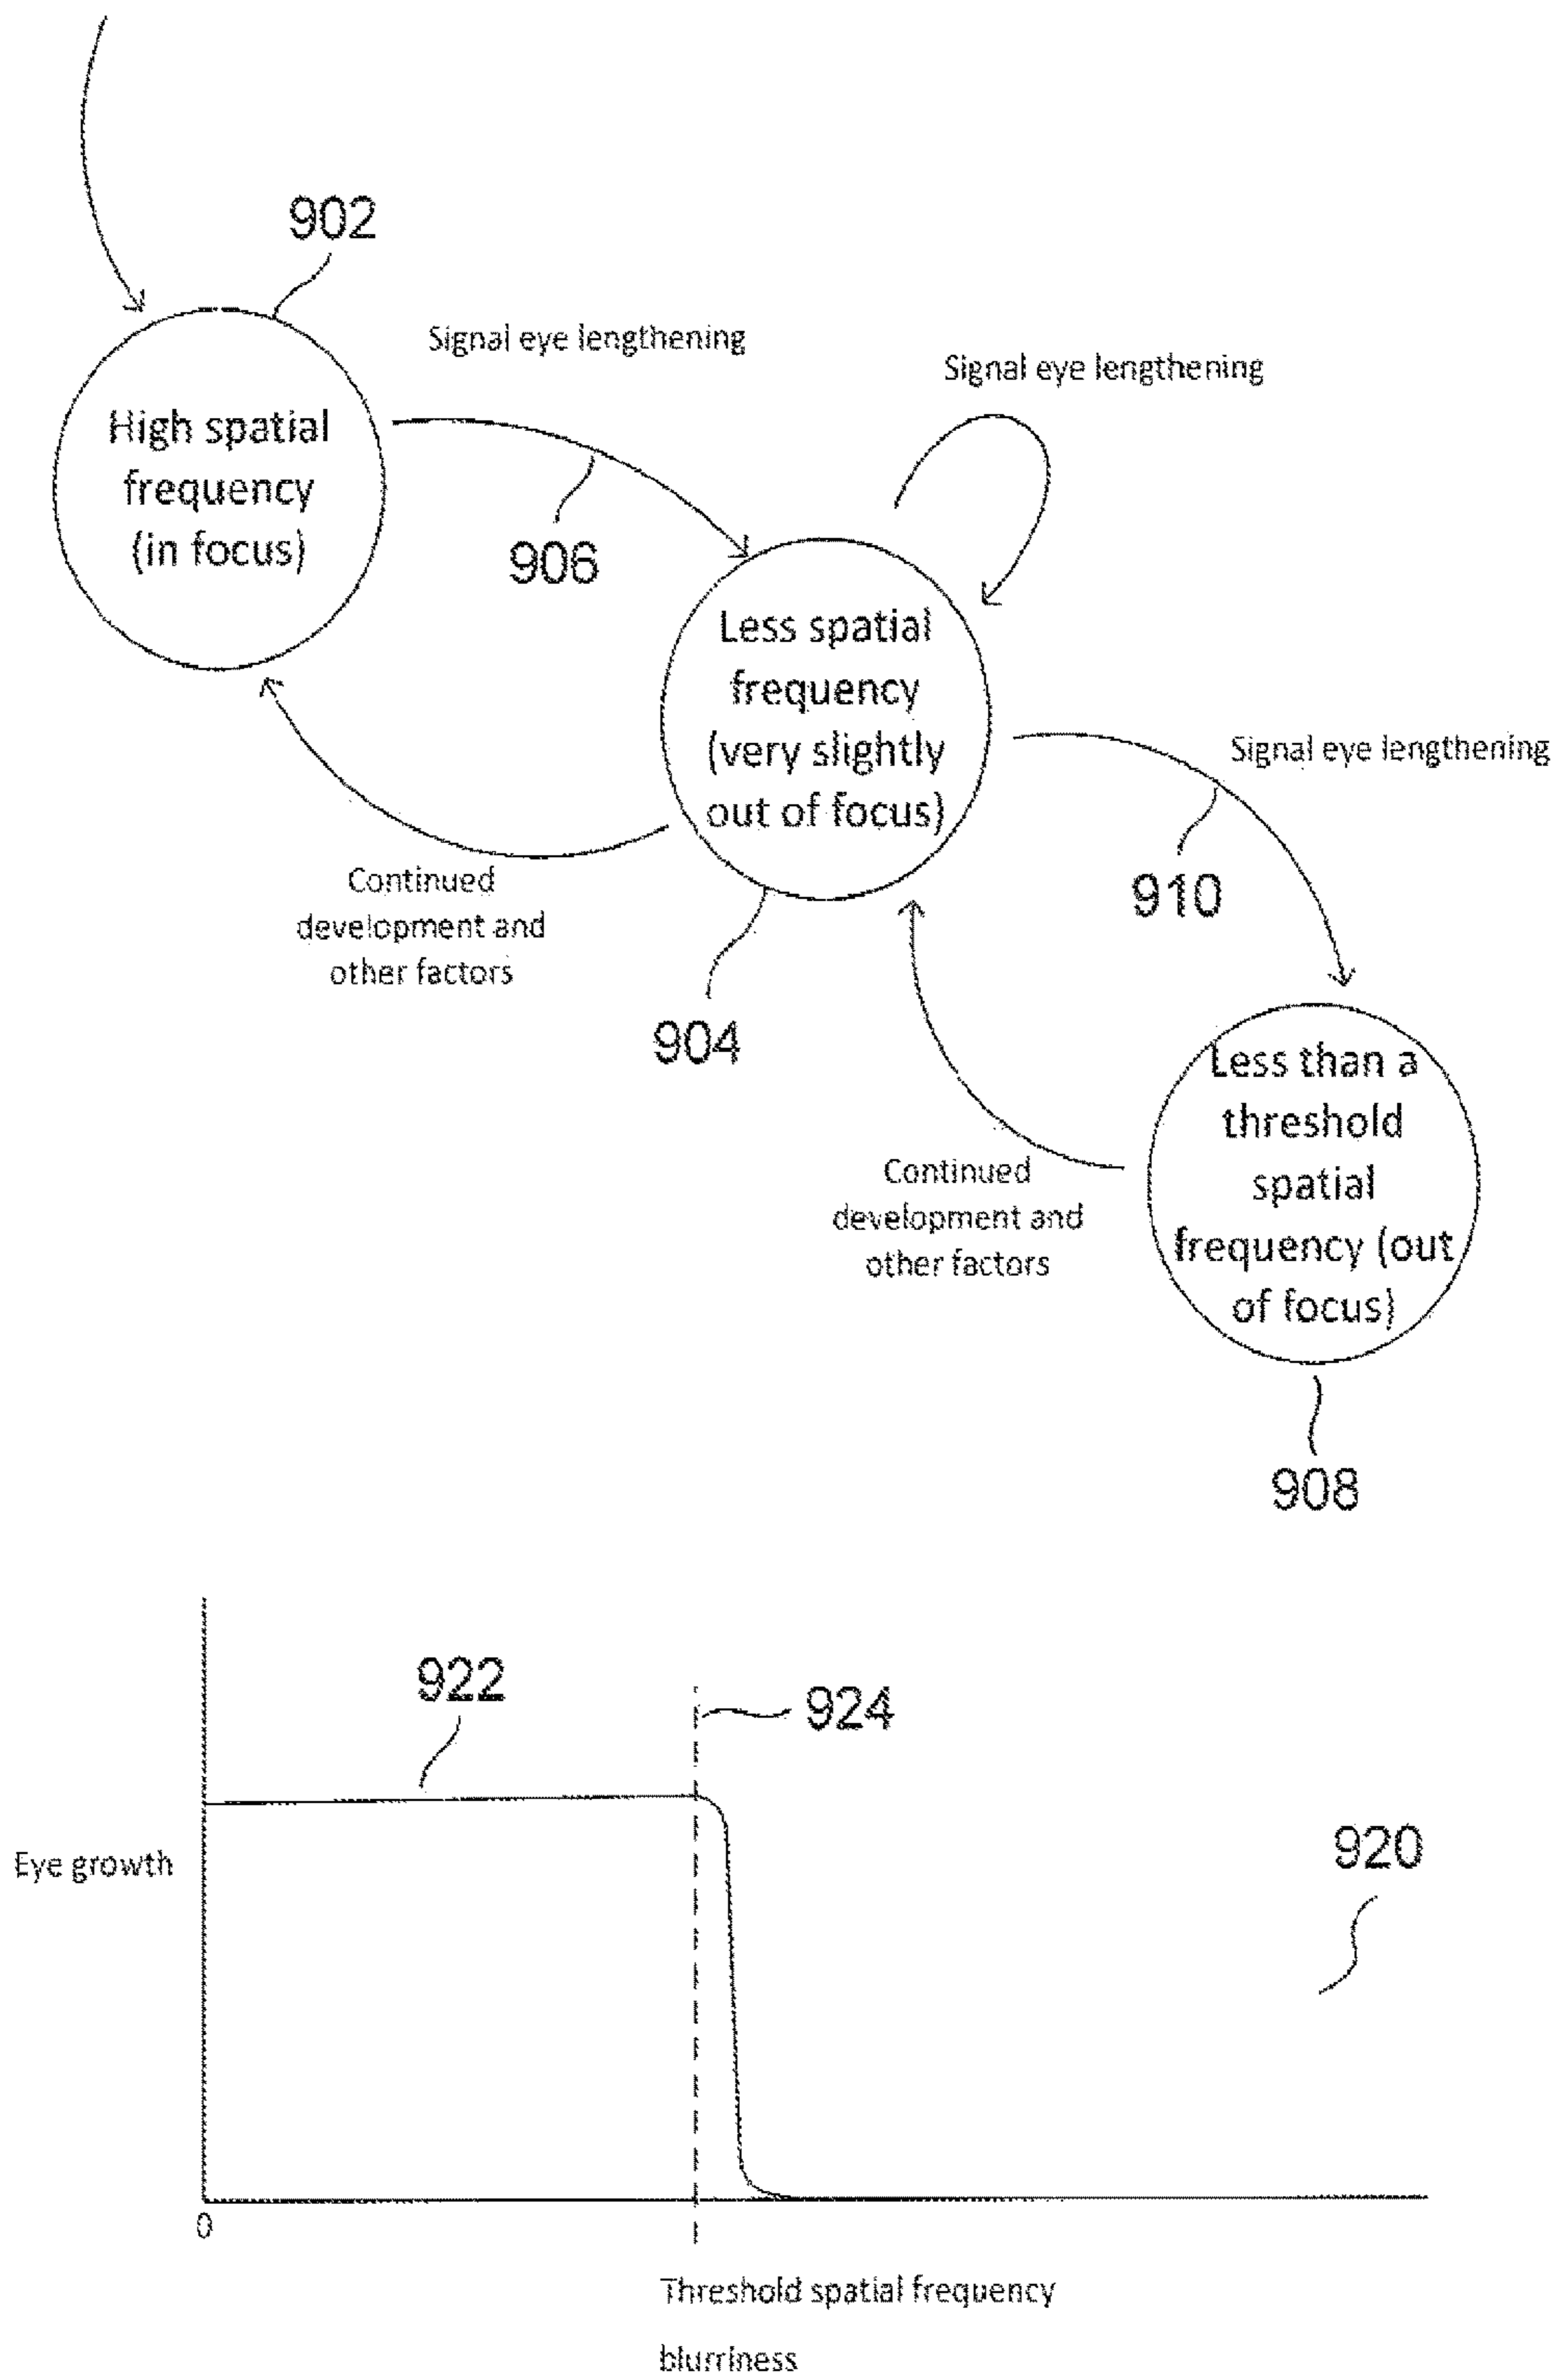 902
Signal eye lengthening
Signal eye lengthening
High spatial
frequency
(in focus)
906
Less spatial
frequency
(very slightly
out of focus)
Signal eye lengthening
Continued
development and
other factors
910
904
Less than a
threshold
spatial
frequency (out
of focus)
Continued
development and
other factors
908
922
924
Eye growth
920
0
Threshold spatial frequency
blurriness